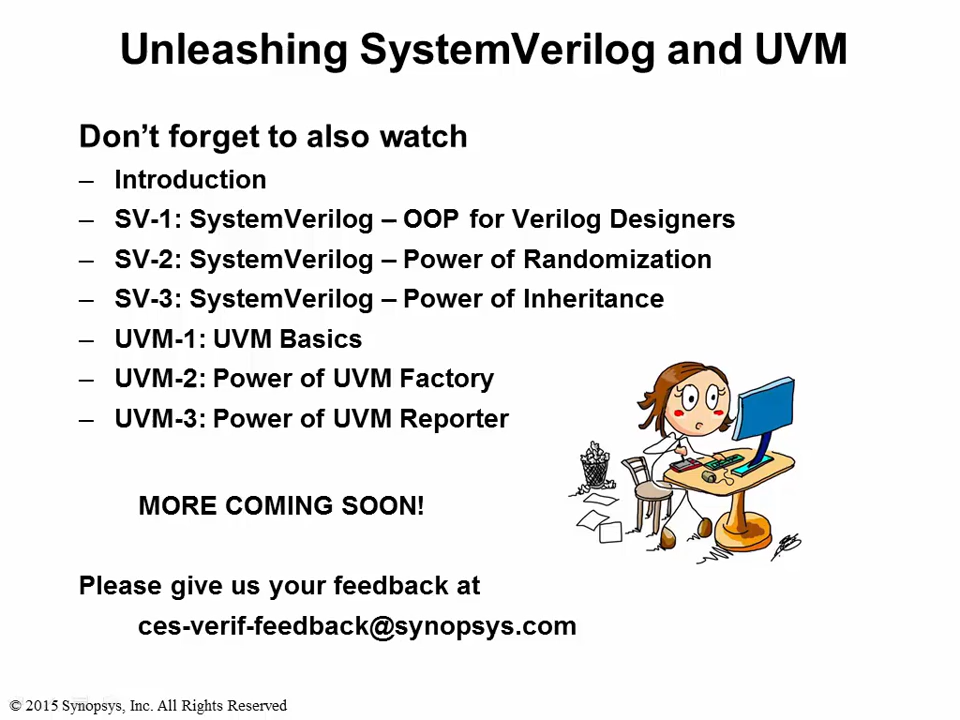 Unleashing SystemVerilog and UVM
Don't forget to also watch
– Introduction
– SV-1: SystemVerilog – OOP for Verilog Designers
– SV-2: SystemVerilog – Power of Randomization
– SV-3: SystemVerilog – Power of Inheritance
– UVM-1: UVM Basics
– UVM-2: Power of UVM Factory
– UVM-3: Power of UVM Reporter
MORE COMING SOON!
Please give us your feedback at
ces-verif-feedback@synopsys.com
© 2015 Synopsys, Inc. All Rights Reserved